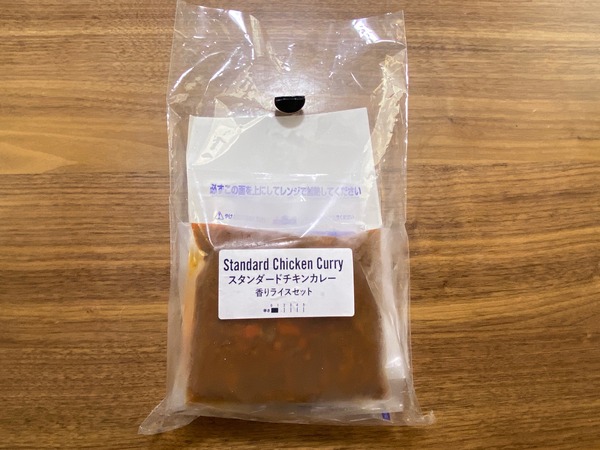 必ずこの面を上にしてレンジで加熱してください
Standard Chicken Curry
スタンダードチキンカレー
香りライスセット
辛さ